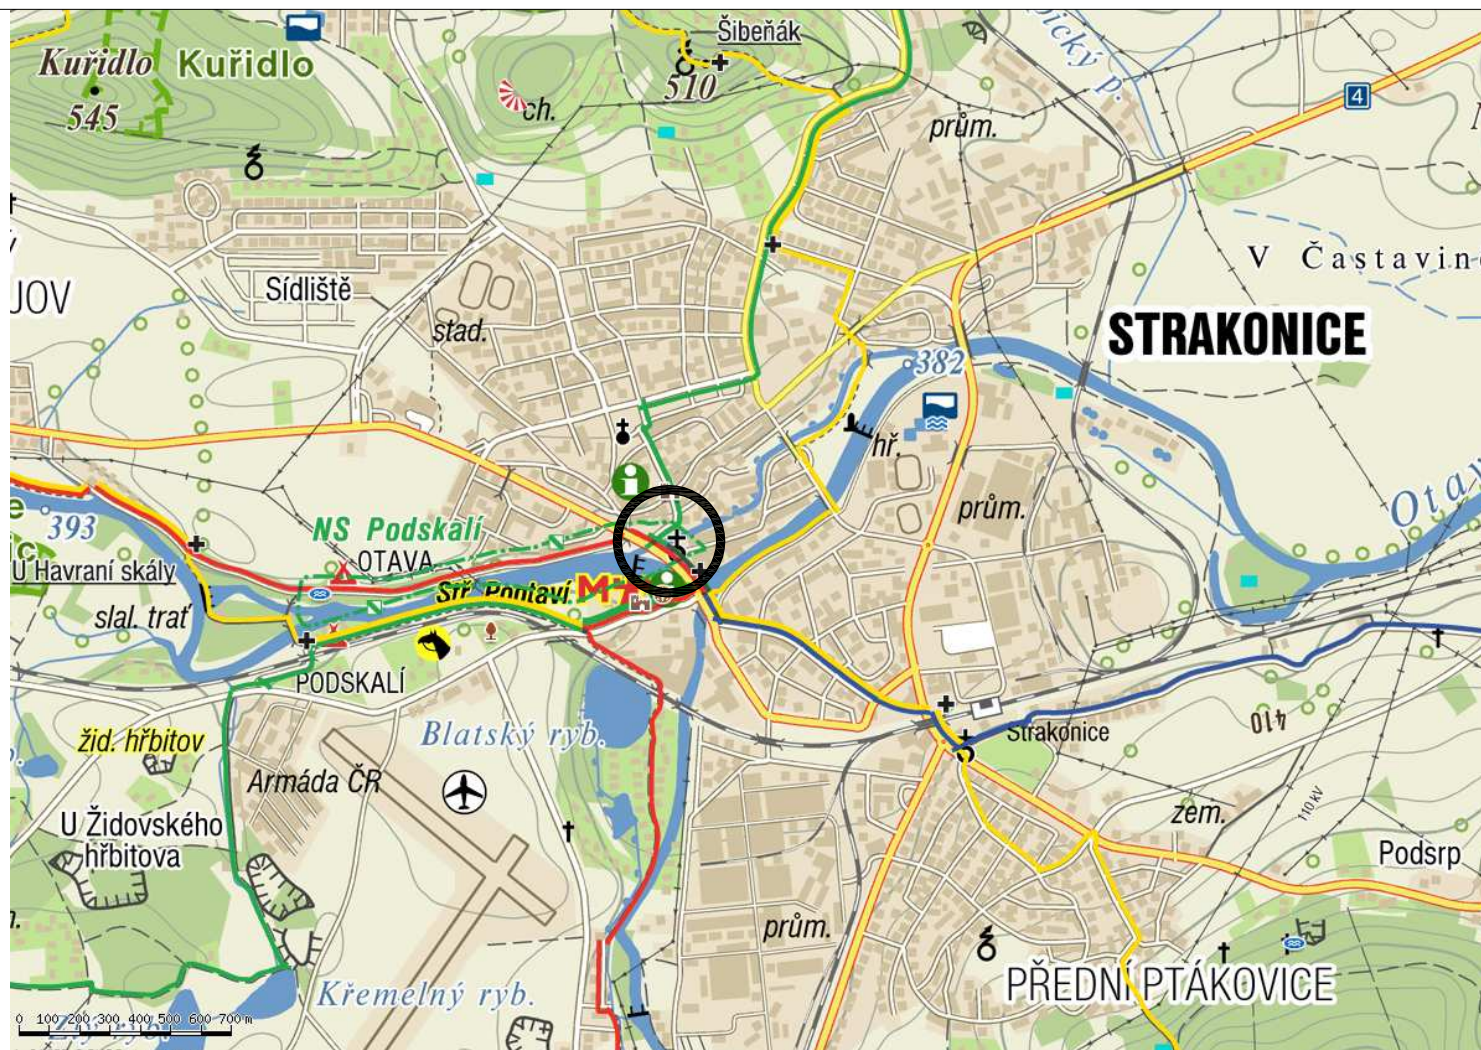 Šibeňák
Kuřidlo
Kuřidlo
510
545
ch.
prům.
4
V Častavin
Sídliště
JOV
stad.
STRAKONICE
382
hř.
prům.
393
NS Podskalí
OTAVA
U Havraní skály
Stř. Pootaví
slal. trať
PODSKALÍ
Blatský ryb.
410
Strakonice
žid. hřbitov
Armáda ČR
110 kV
zem.
U Židovského
hřbitova
Podsrp
prům.
PŘEDNÍ PTÁKOVICE
Křemelný ryb.
0 100 200 300 400 500 600 700 m